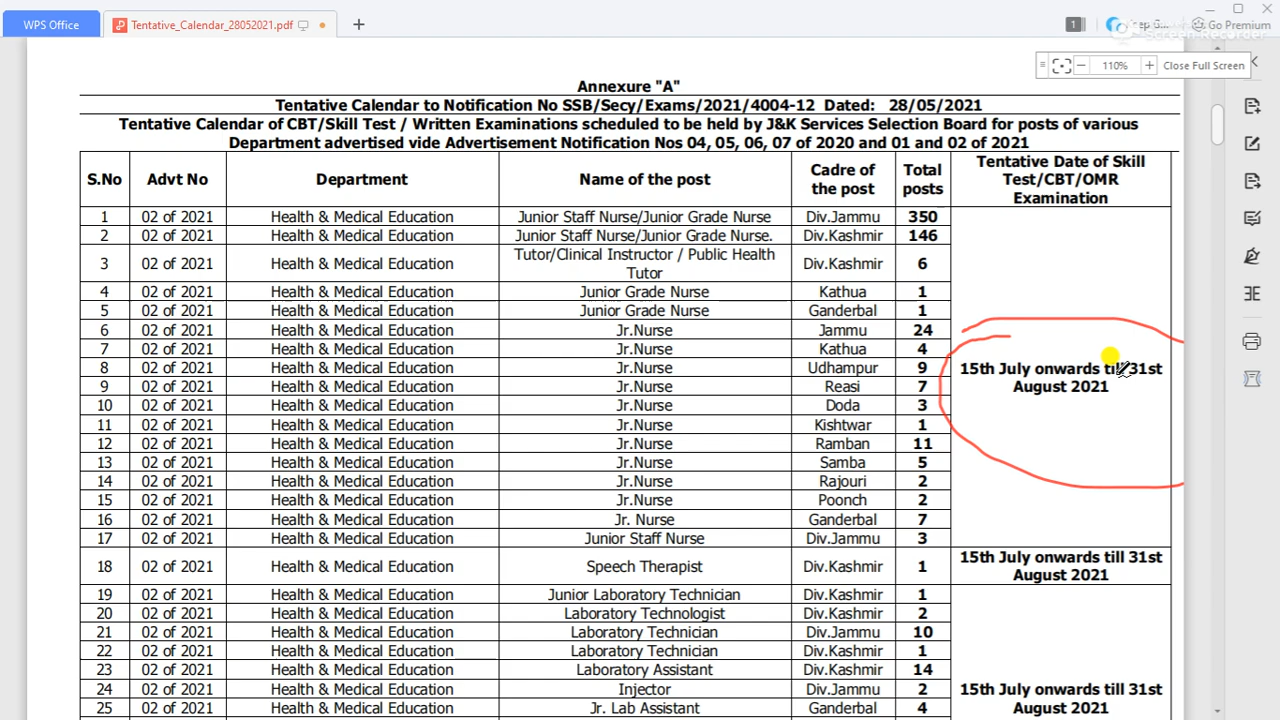 WPS Office
Tentative_Calendar_28052021.pdf
1
Go Premium
Screen Recorder
110%
Close Full Screen
Annexure "A"
Tentative Calendar to Notification No SSB/Secy/Exams/2021/4004-12 Dated: 28/05/2021
Tentative Calendar of CBT/Skill Test / Written Examinations scheduled to be held by J&K Services Selection Board for posts of various
Department advertised vide Advertisement Notification Nos 04, 05, 06, 07 of 2020 and 01 and 02 of 2021
S.No Advt No Department Name of the post Cadre of the post Total posts Tentative Date of Skill Test/CBT/OMR Examination
1 02 of 2021 Health & Medical Education Junior Staff Nurse/Junior Grade Nurse Div.Jammu 350
2 02 of 2021 Health & Medical Education Junior Staff Nurse/Junior Grade Nurse. Div.Kashmir 146
3 02 of 2021 Health & Medical Education Tutor/Clinical Instructor / Public Health Tutor Div.Kashmir 6
4 02 of 2021 Health & Medical Education Junior Grade Nurse Kathua 1
5 02 of 2021 Health & Medical Education Junior Grade Nurse Ganderbal 1
6 02 of 2021 Health & Medical Education Jr.Nurse Jammu 24
7 02 of 2021 Health & Medical Education Jr.Nurse Kathua 4
8 02 of 2021 Health & Medical Education Jr.Nurse Udhampur 9
15th July onwards till 31st
August 2021
9 02 of 2021 Health & Medical Education Jr.Nurse Reasi 7
10 02 of 2021 Health & Medical Education Jr.Nurse Doda 3
11 02 of 2021 Health & Medical Education Jr.Nurse Kishtwar 1
12 02 of 2021 Health & Medical Education Jr.Nurse Ramban 11
13 02 of 2021 Health & Medical Education Jr.Nurse Samba 5
14 02 of 2021 Health & Medical Education Jr.Nurse Rajouri 2
15 02 of 2021 Health & Medical Education Jr.Nurse Poonch 2
16 02 of 2021 Health & Medical Education Jr. Nurse Ganderbal 7
17 02 of 2021 Health & Medical Education Junior Staff Nurse Div.Jammu 3
18 02 of 2021 Health & Medical Education Speech Therapist Div.Kashmir 1 15th July onwards till 31st August 2021
19 02 of 2021 Health & Medical Education Junior Laboratory Technician Div.Kashmir 1
20 02 of 2021 Health & Medical Education Laboratory Technologist Div.Kashmir 2
21 02 of 2021 Health & Medical Education Laboratory Technician Div.Jammu 10
22 02 of 2021 Health & Medical Education Laboratory Technician Div.Kashmir 1
23 02 of 2021 Health & Medical Education Laboratory Assistant Div.Kashmir 14
24 02 of 2021 Health & Medical Education Injector Div.Jammu 2 15th July onwards till 31st
25 02 of 2021 Health & Medical Education Jr. Lab Assistant Ganderbal 4 August 2021